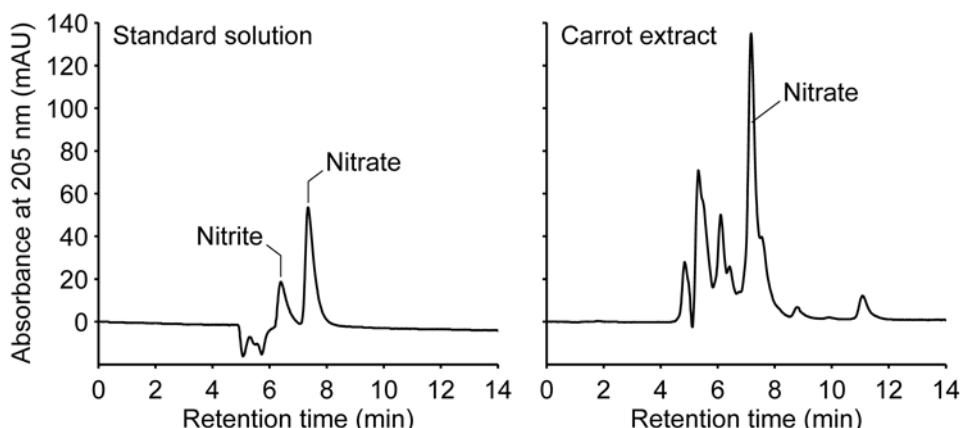 Standard solution
Nitrite
Nitrate
Absorbance at 205 nm (mAU)
140
120
100
80
60
40
20
0
0 2 4 6 8 10 12 14
Retention time (min)
Carrot extract
Nitrate
0 2 4 6 8 10 12 14
Retention time (min)